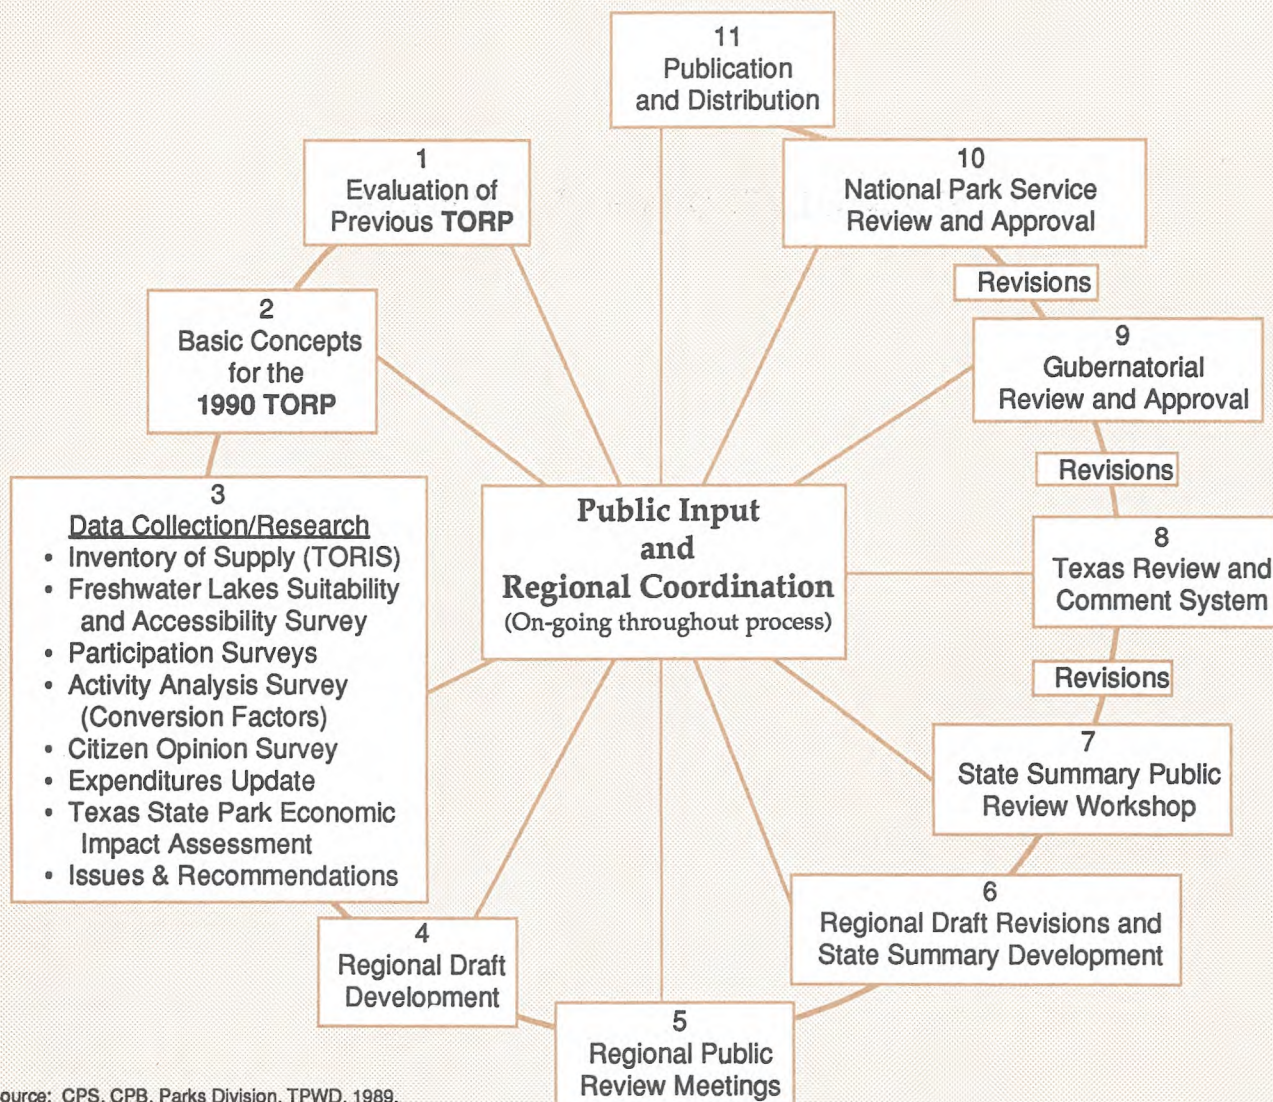 11
Publication
and Distribution
1
Evaluation of
Previous TORP
10
National Park Service
Review and Approval
Revisions
2
Basic Concepts
for the
1990 TORP
9
Gubernatorial
Review and Approval
Revisions
3
Data Collection/Research
• Inventory of Supply (TORIS)
• Freshwater Lakes Suitability
and Accessibility Survey
• Participation Surveys
• Activity Analysis Survey
(Conversion Factors)
• Citizen Opinion Survey
• Expenditures Update
• Texas State Park Economic
Impact Assessment
• Issues & Recommendations
Public Input
and
Regional Coordination
(On-going throughout process)
8
Texas Review and
Comment System
Revisions
7
State Summary Public
Review Workshop
6
Regional Draft Revisions and
State Summary Development
4
Regional Draft
Development
5
Regional Public
Review Meetings
ource: CPS, CPB, Parks Division, TPWD, 1989.